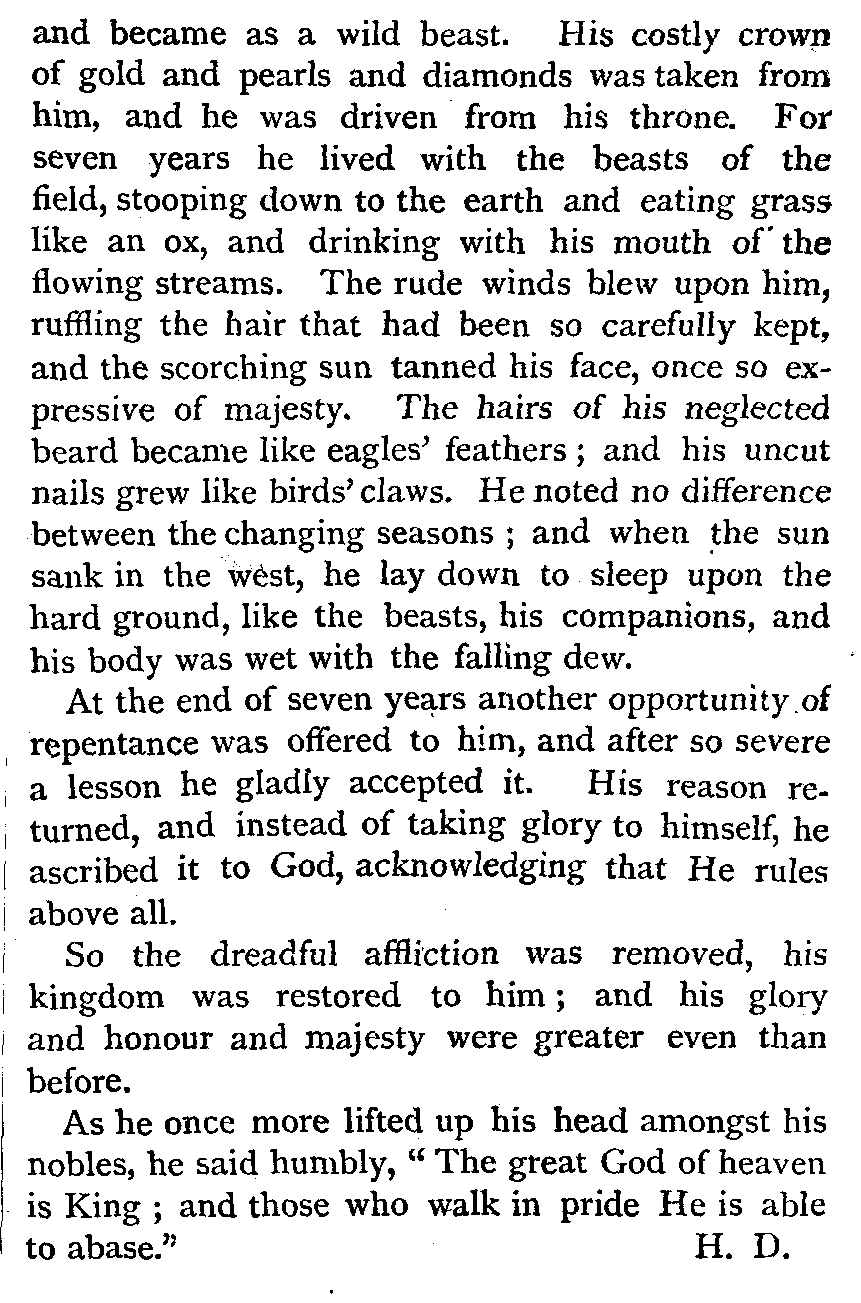 and became as a wild beast. His costly crown
of gold and pearls and diamonds was taken from
him, and he was driven from his throne. For
seven years he lived with the beasts of the
field, stooping down to the earth and eating grass
like an ox, and drinking with his mouth of the
flowing streams. The rude winds blew upon him,
ruffling the hair that had been so carefully kept,
and the scorching sun tanned his face, once so ex-
pressive of majesty. The hairs of his neglected
beard became like eagles’ feathers ; and his uncut
nails grew like birds’ claws. He noted no difference
between the changing seasons ; and when the sun
sank in the west, he lay down to sleep upon the
hard ground, like the beasts, his companions, and
his body was wet with the falling dew.
At the end of seven years another opportunity of
repentance was offered to him, and after so severe
a lesson he gladly accepted it. His reason re-
turned, and instead of taking glory to himself, he
ascribed it to God, acknowledging that He rules
above all.
So the dreadful affliction was removed, his
kingdom was restored to him ; and his glory
and honour and majesty were greater even than
before.
As he once more lifted up his head amongst his
nobles, he said humbly, “ The great God of heaven
is King ; and those who walk in pride He is able
to abase.” H. D.